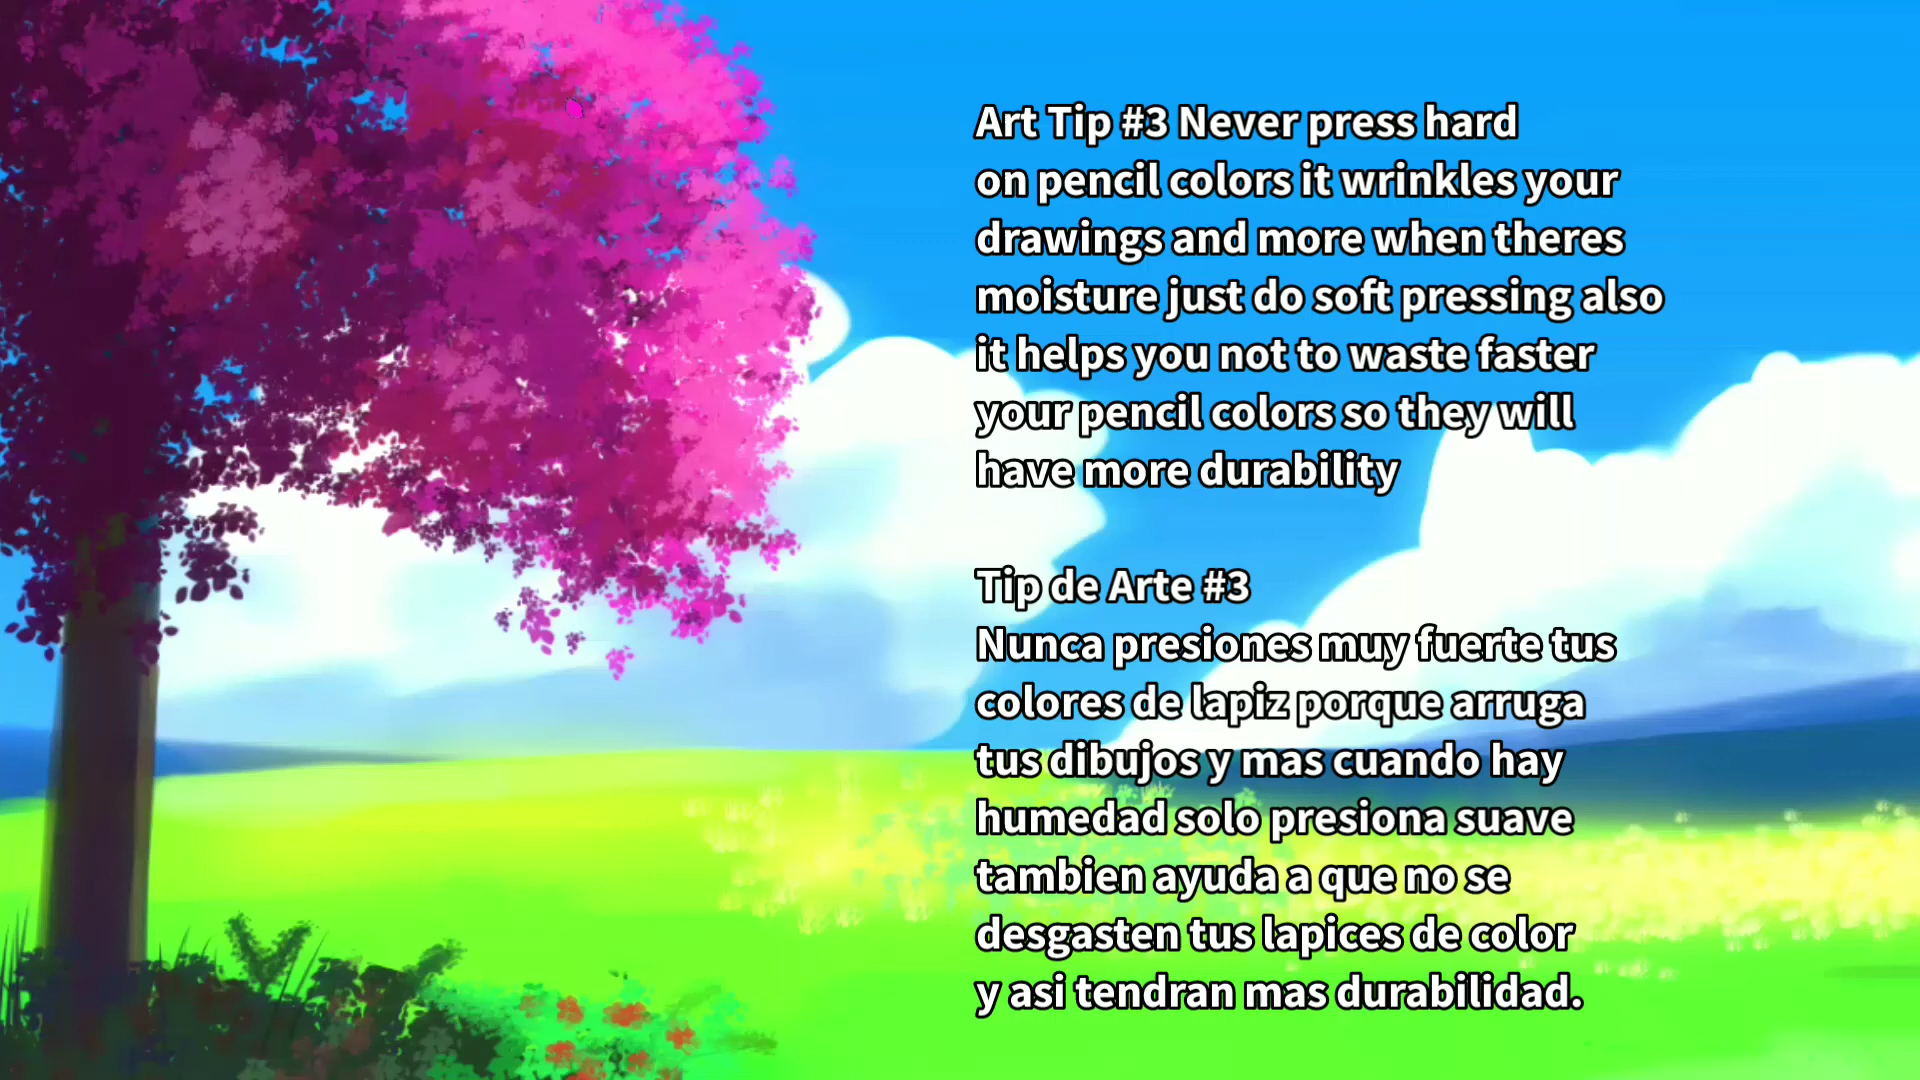 Art Tip #3 Never press hard
on pencil colors it wrinkles your
drawings and more when theres
moisture just do soft pressing also
it helps you not to waste faster
your pencil colors so they will
have more durability
Tip de Arte #3
Nunca presiones muy fuerte tus
colores de lapiz porque arruga
tus dibujos y mas cuando hay
humedad solo presiona suave
tambien ayuda a que no se
desgasten tus lapices de color
y asi tendran mas durabilidad.